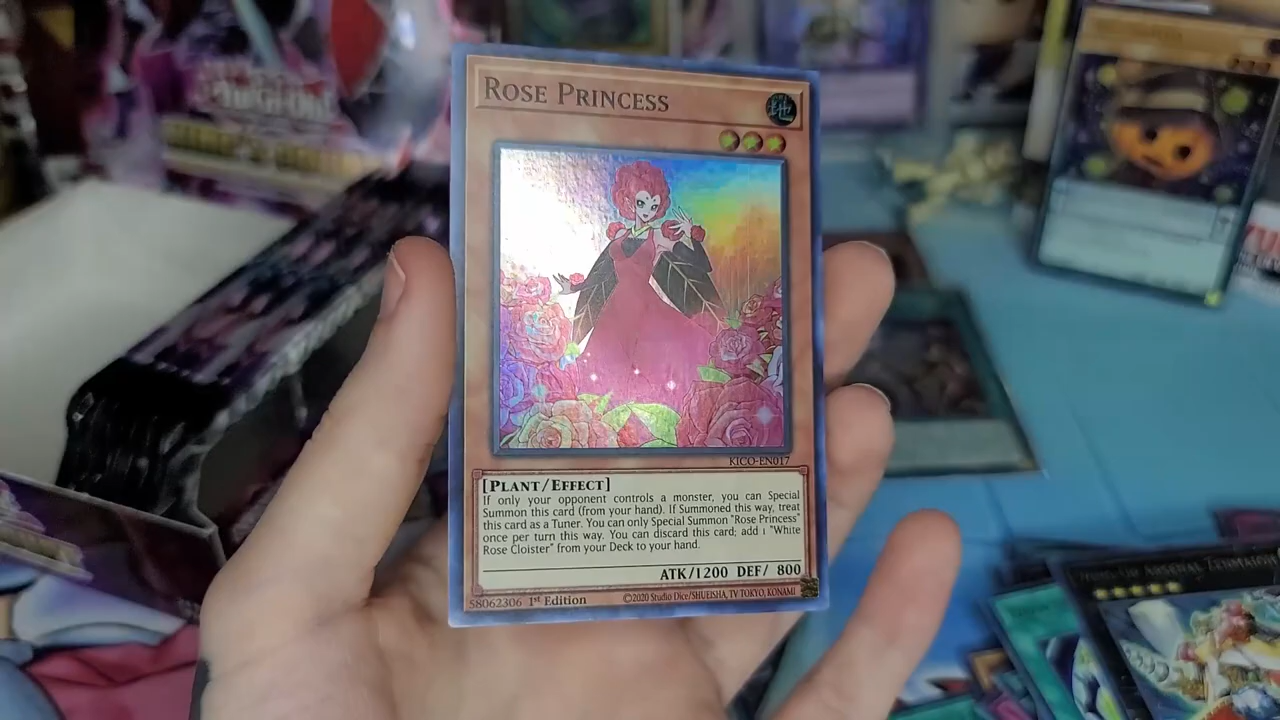 ROSE PRINCESS
地
KICO-EN017
[PLANT/EFFECT]
If only your opponent controls a monster, you can Special
Summon this card (from your hand). If Summoned this way, treat
this card as a Tuner. You can only Special Summon "Rose Princess"
once per turn this way. You can discard this card; add 1 "White
Rose Cloister" from your Deck to your hand.
ATK/1200 DEF/ 800
58062306 1st Edition ©2020 Studio Dice/SHUEISHA, TV TOKYO, KONAMI